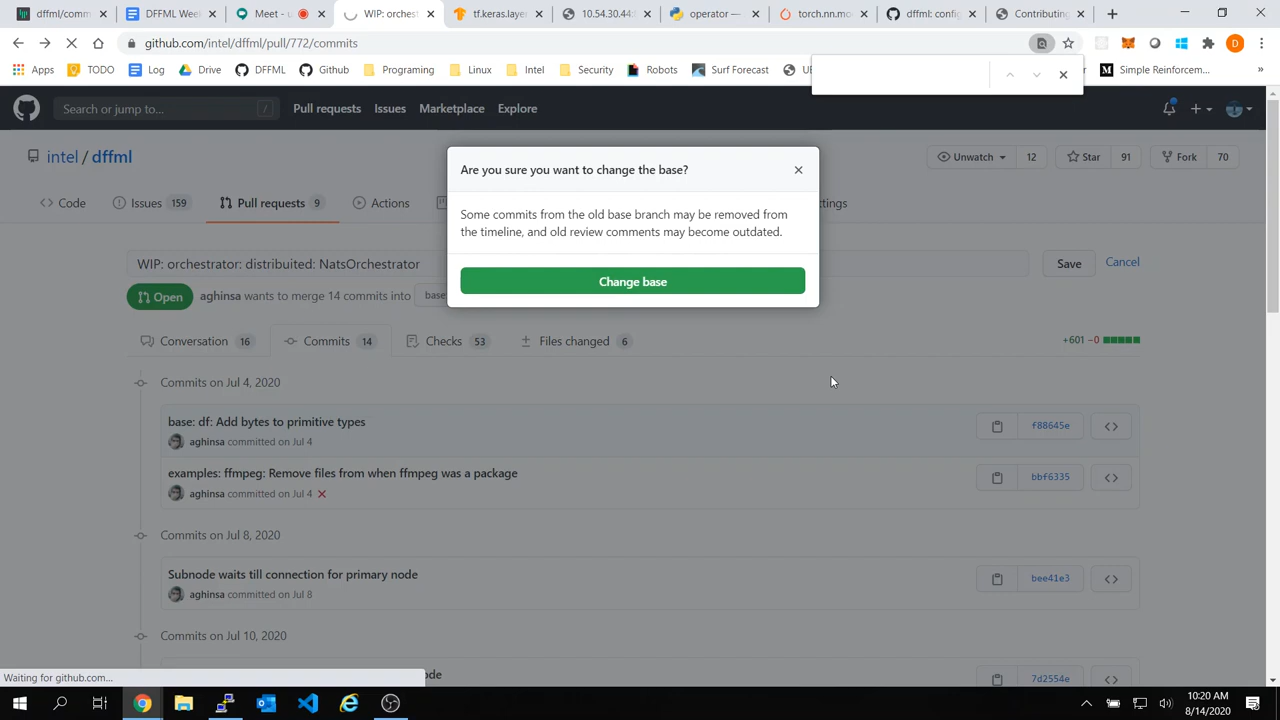 dffml/comm
DFFML Week
Meet - u
WIP: orches
tf.keras.layer
10.54.30.44:
operator —
torch.nn.mo
dffml: config
Contributing
github.com/intel/dffml/pull/772/commits
Apps
TODO
Log
Drive
DFFML
Github
Programing
Linux
Intel
Security
Robots
Surf Forecast
Simple Reinforcem...
»
Search or jump to...
/
Pull requests
Issues
Marketplace
Explore
intel / dffml
Unwatch
12
Star
91
Fork
70
Code
Issues 159
Pull requests 9
Actions
ttings
Are you sure you want to change the base?
Some commits from the old base branch may be removed from
the timeline, and old review comments may become outdated.
Change base
WIP: orchestrator: distribuited: NatsOrchestrator
Save
Cancel
Open
aghinsa wants to merge 14 commits into
base
Conversation 16
Commits 14
Checks 53
Files changed 6
+601 −0
Commits on Jul 4, 2020
base: df: Add bytes to primitive types
aghinsa committed on Jul 4
f88645e
examples: ffmpeg: Remove files from when ffmpeg was a package
aghinsa committed on Jul 4
bbf6335
Commits on Jul 8, 2020
Subnode waits till connection for primary node
aghinsa committed on Jul 8
bee41e3
Commits on Jul 10, 2020
ode
7d2554e
Waiting for github.com...
10:20 AM
8/14/2020